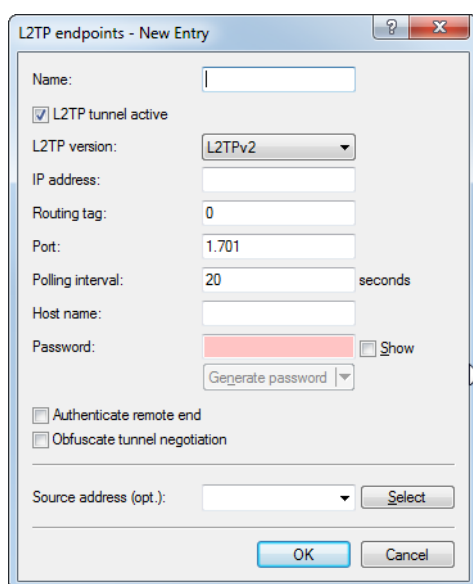 L2TP endpoints - New Entry
Name:
L2TP tunnel active
L2TP version: L2TPv2
IP address:
Routing tag: 0
Port: 1.701
Polling interval: 20 seconds
Host name:
Password: Show
Generate password
Authenticate remote end
Obfuscate tunnel negotiation
Source address (opt.): Select
OK Cancel